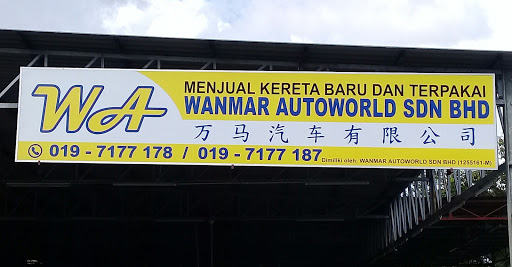 WA
MENJUAL KERETA BARU DAN TERPAKAI
WANMAR AUTOWORLD SDN BHD
万马汽车有限公司
019 - 7177 178 / 019 - 7177 187
Dimiliki oleh: WANMAR AUTOWORLD SDN BHD (1255161-M)